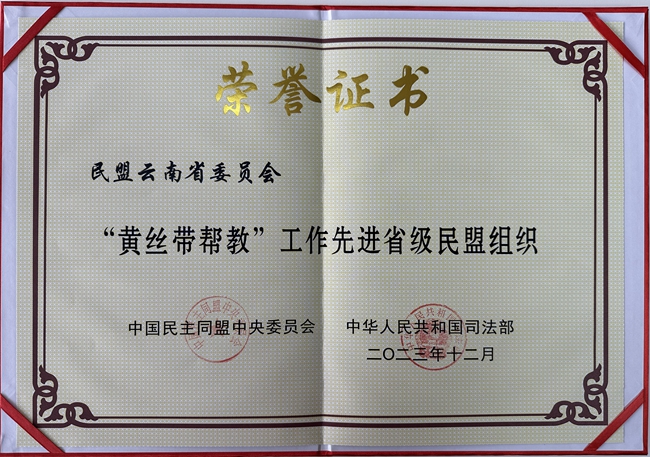 荣誉证书
民盟云南省委员会
“黄丝带帮教”工作先进省级民盟组织
中国民主同盟中央委员会
中华人民共和国司法部
二〇二三年十二月